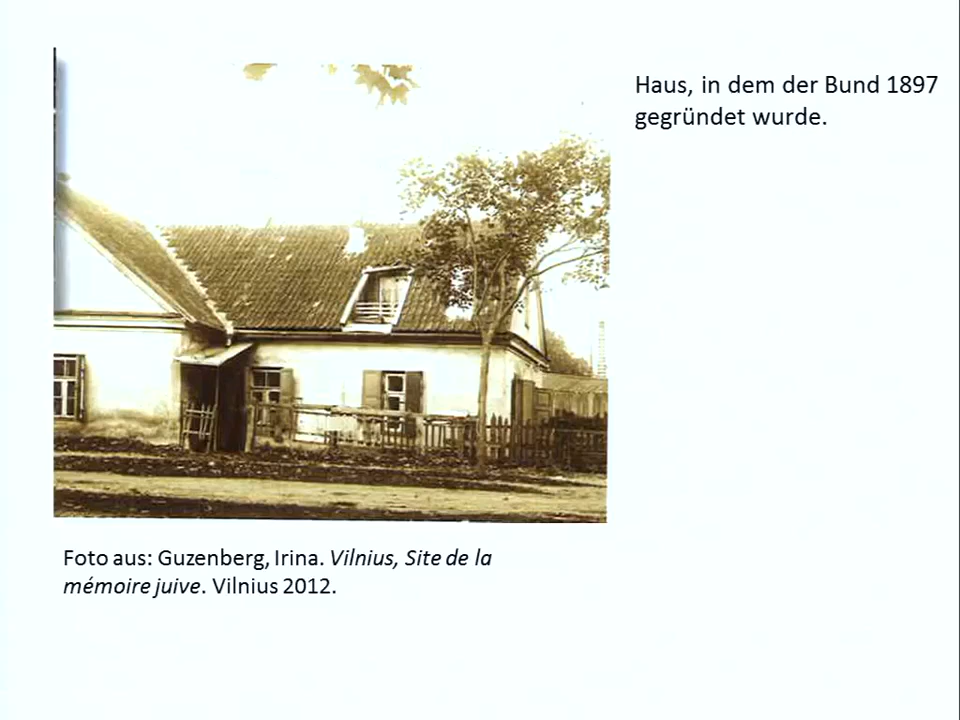 Haus, in dem der Bund 1897
gegründet wurde.
Foto aus: Guzenberg, Irina. Vilnius, Site de la
mémoire juive. Vilnius 2012.